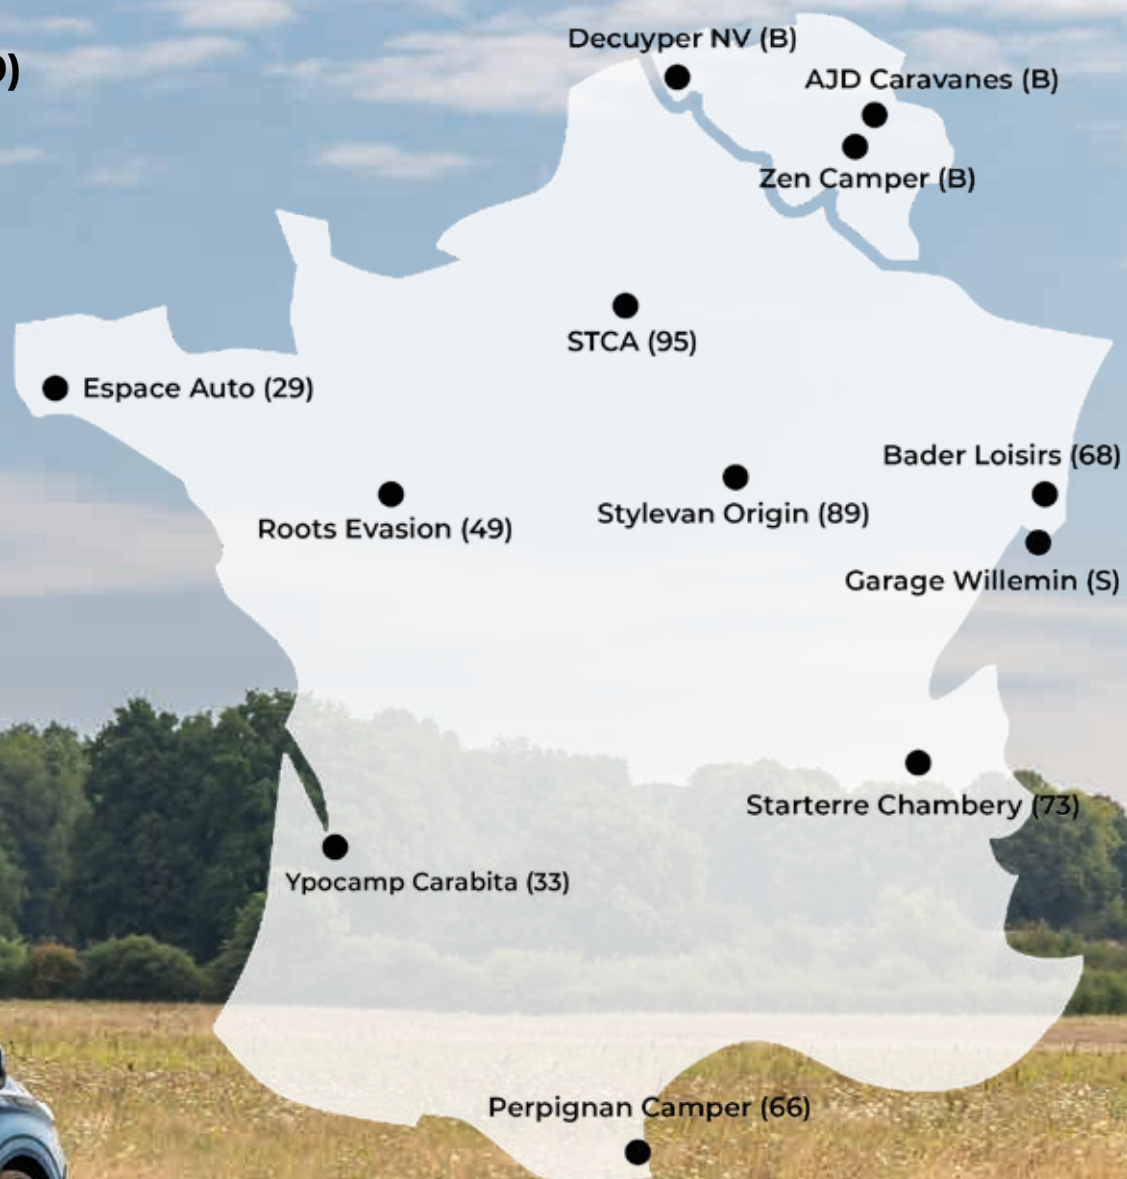 )
Decuyper NV (B)
AJD Caravanes (B)
Zen Camper (B)
STCA (95)
Espace Auto (29)
Bader Loisirs (68)
Roots Evasion (49)
Stylevan Origin (89)
Garage Willemin (S)
Starterre Chambery (73)
Ypocamp Carabita (33)
Perpignan Camper (66)